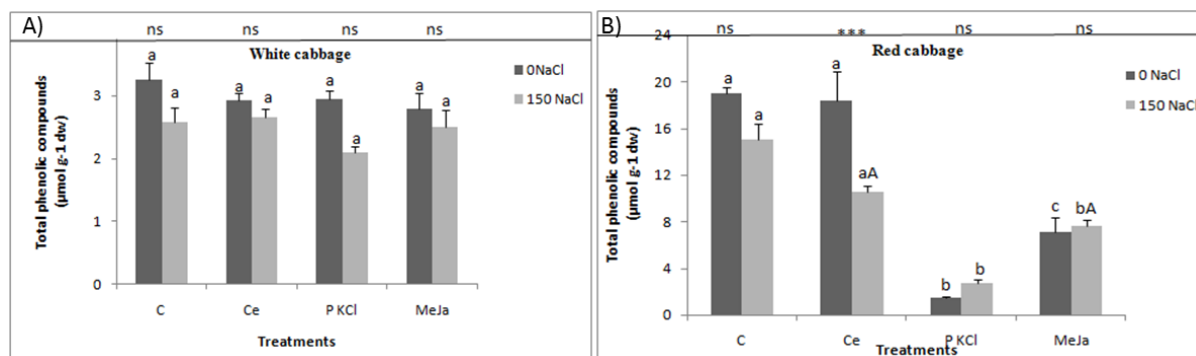 A)
ns ns ns ns
White cabbage
0NaCl
150 NaCl
a a a a a a a a
Total phenolic compounds
(µmol g-1 dw)
3
2
1
0
C Ce P KCl MeJa
Treatments
B)
ns *** ns ns
Red cabbage
0 NaCl
150 NaCl
a a a aA b b c bA
Total phenolic compounds
(µmol g-1 dw)
24
20
16
12
8
4
0
C Ce P KCl MeJa
Treatments